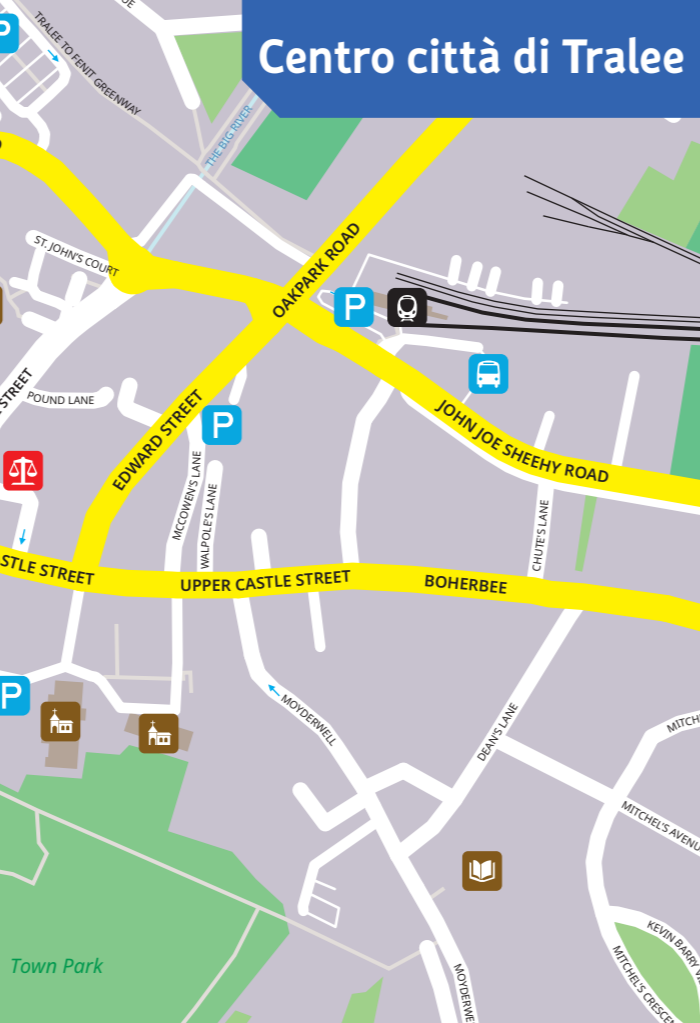 Centro città di Tralee
TRALEE TO FENIT GREENWAY
THE BIG RIVER
P
ST. JOHN'S COURT
OAKPARK ROAD
P
STREET
POUND LANE
EDWARD STREET
P
JOHN JOE SHEEHY ROAD
MCCOWEN'S LANE
WALPOLE'S LANE
CHUTE'S LANE
STLE STREET
UPPER CASTLE STREET
BOHERBEE
P
MOYDERWELL
DEAN'S LANE
MITCH
MITCHEL'S AVENU
KEVIN BARRY
MITCHEL'S CRESCEN
Town Park
MOYDERWE